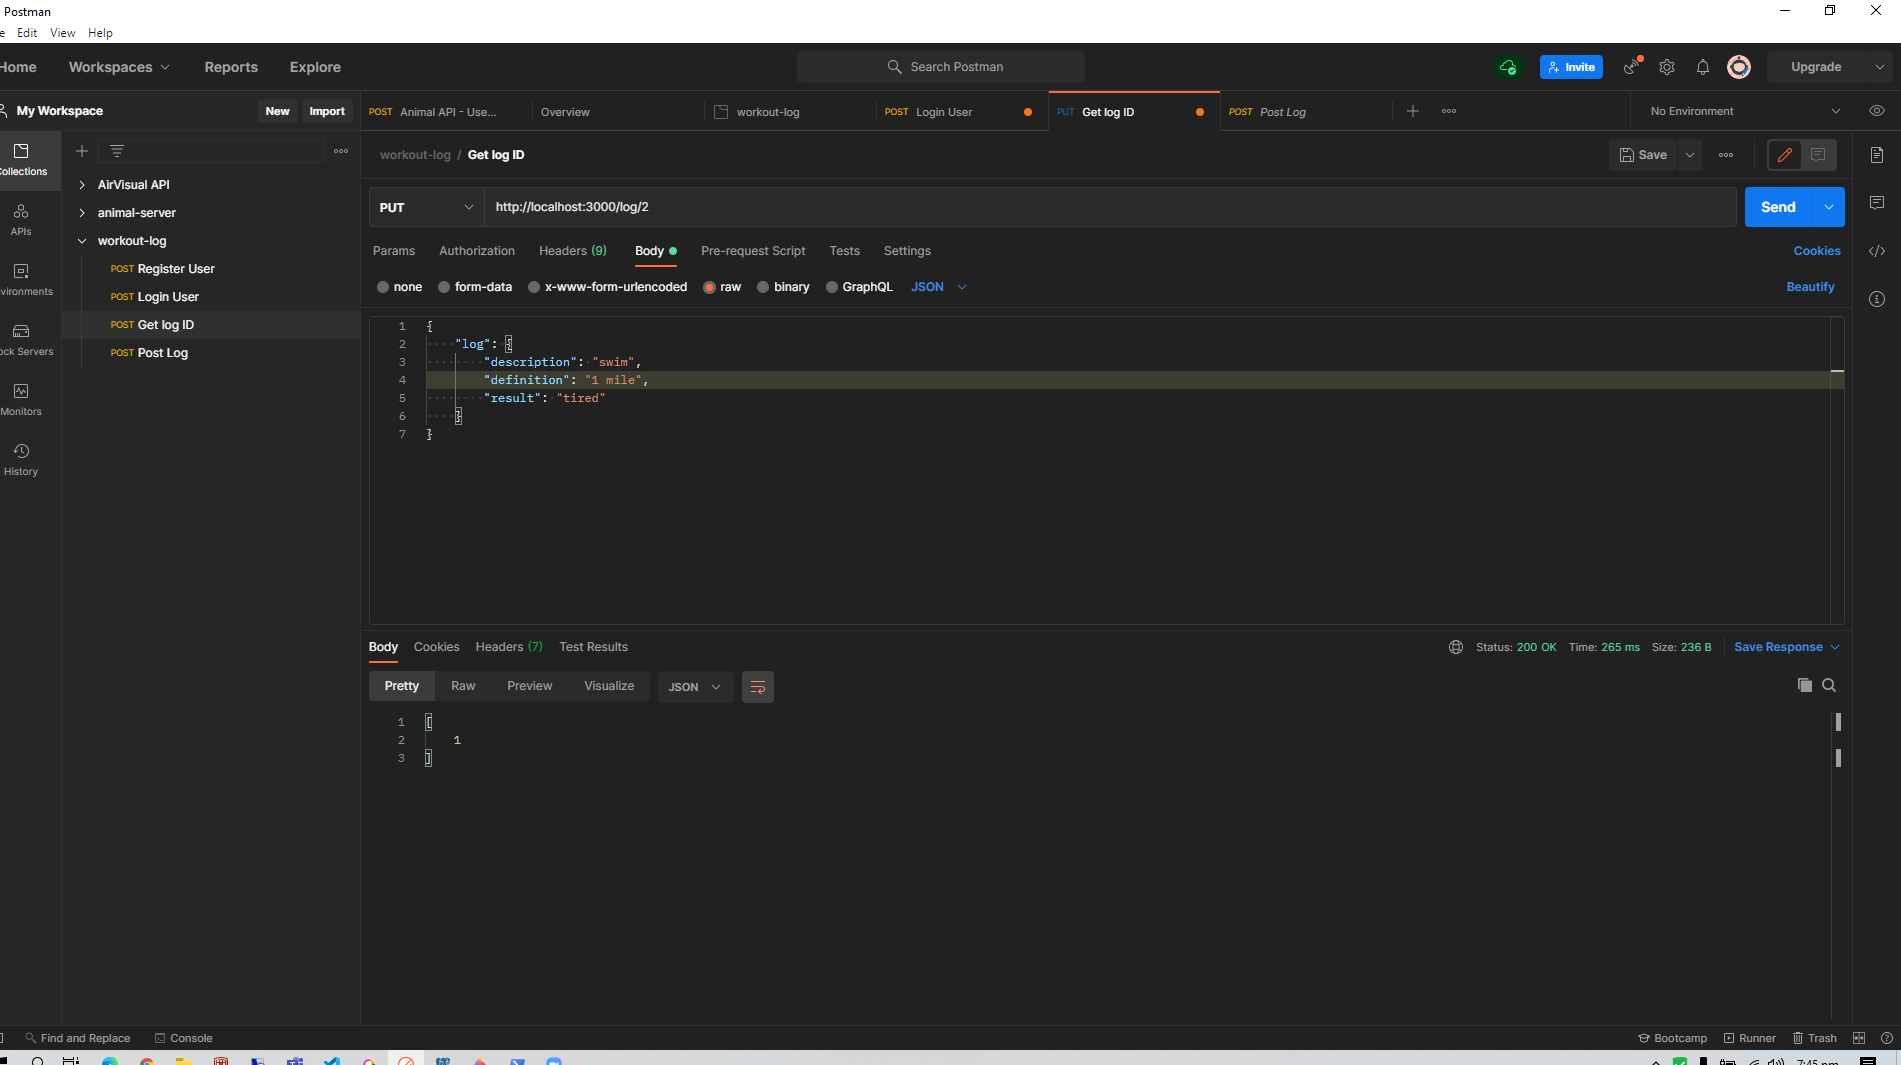 Postman
Edit View Help
Home Workspaces Reports Explore Search Postman Invite Upgrade
My Workspace New Import POST Animal API - Use... Overview workout-log POST Login User PUT Get log ID POST Post Log No Environment
Collections
APIs
vironments
ock Servers
Monitors
History
AirVisual API
animal-server
workout-log
POST Register User
POST Login User
POST Get log ID
POST Post Log
workout-log / Get log ID Save
PUT http://localhost:3000/log/2 Send
Params Authorization Headers (9) Body Pre-request Script Tests Settings Cookies
none form-data x-www-form-urlencoded raw binary GraphQL JSON Beautify
1 {
2 "log": {
3 "description": "swim",
4 "definition": "1 mile",
5 "result": "tired"
6 }
7 }
Body Cookies Headers (7) Test Results Status: 200 OK Time: 265 ms Size: 236 B Save Response
Pretty Raw Preview Visualize JSON
1 [
2 1
3 ]
Find and Replace Console Bootcamp Runner Trash
7:45 pm